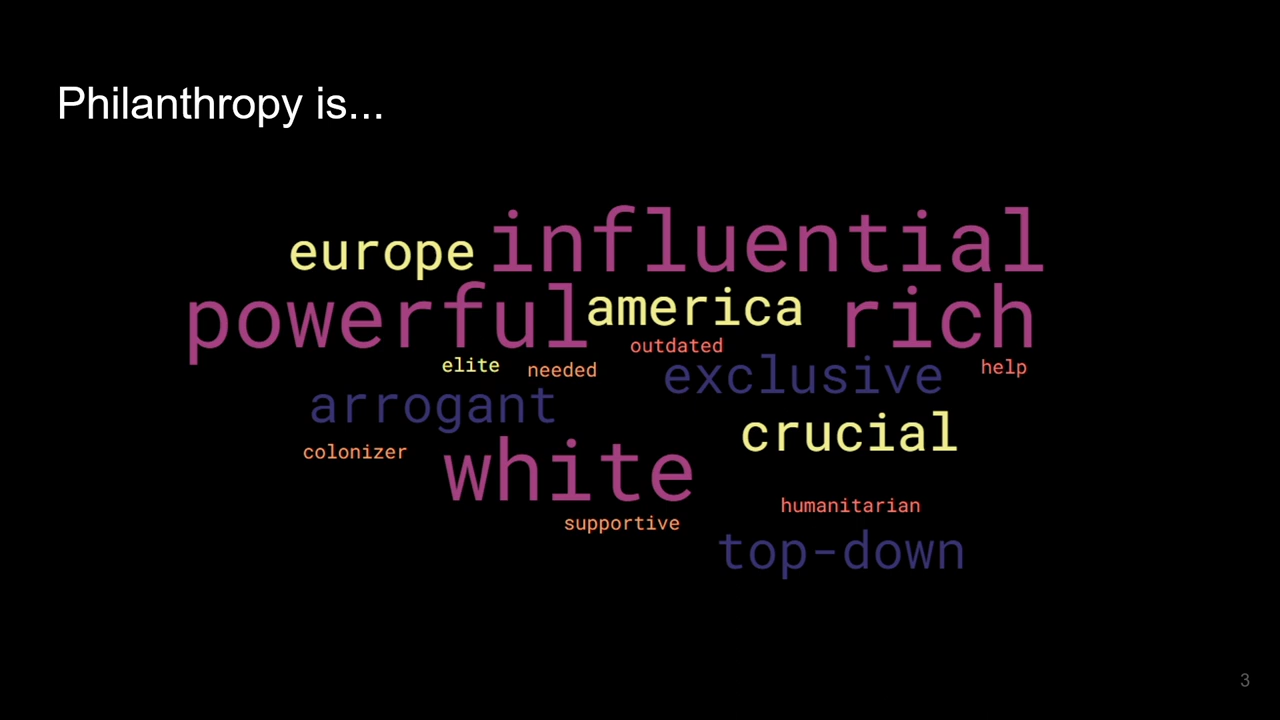 Philanthropy is...
europe influential
powerful america rich
outdated
elite needed exclusive help
arrogant
crucial
colonizer white
humanitarian
supportive
top-down
3